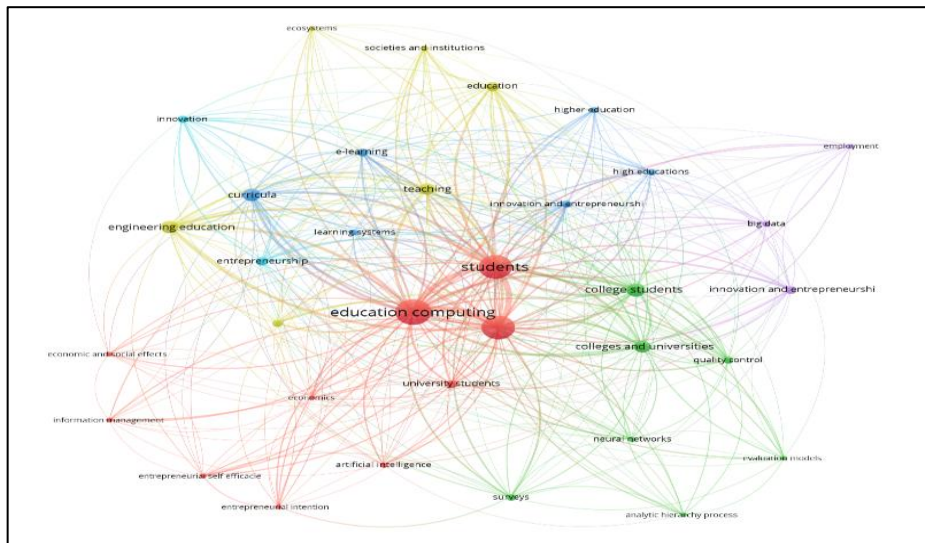 ecosystems
societies and institutions
education
higher education
innovation
employment
e-learning
high educations
teaching
curricula
innovation and entrepreneurshi
big data
engineering education
learning systems
entrepreneurship
students
college students
innovation and entrepreneurshi
education computing
colleges and universities
economic and social effects
quality control
university students
economics
information management
neural networks
evaluation models
artificial intelligence
entrepreneurial self efficacie
surveys
entrepreneurial intention
analytic hierarchy process